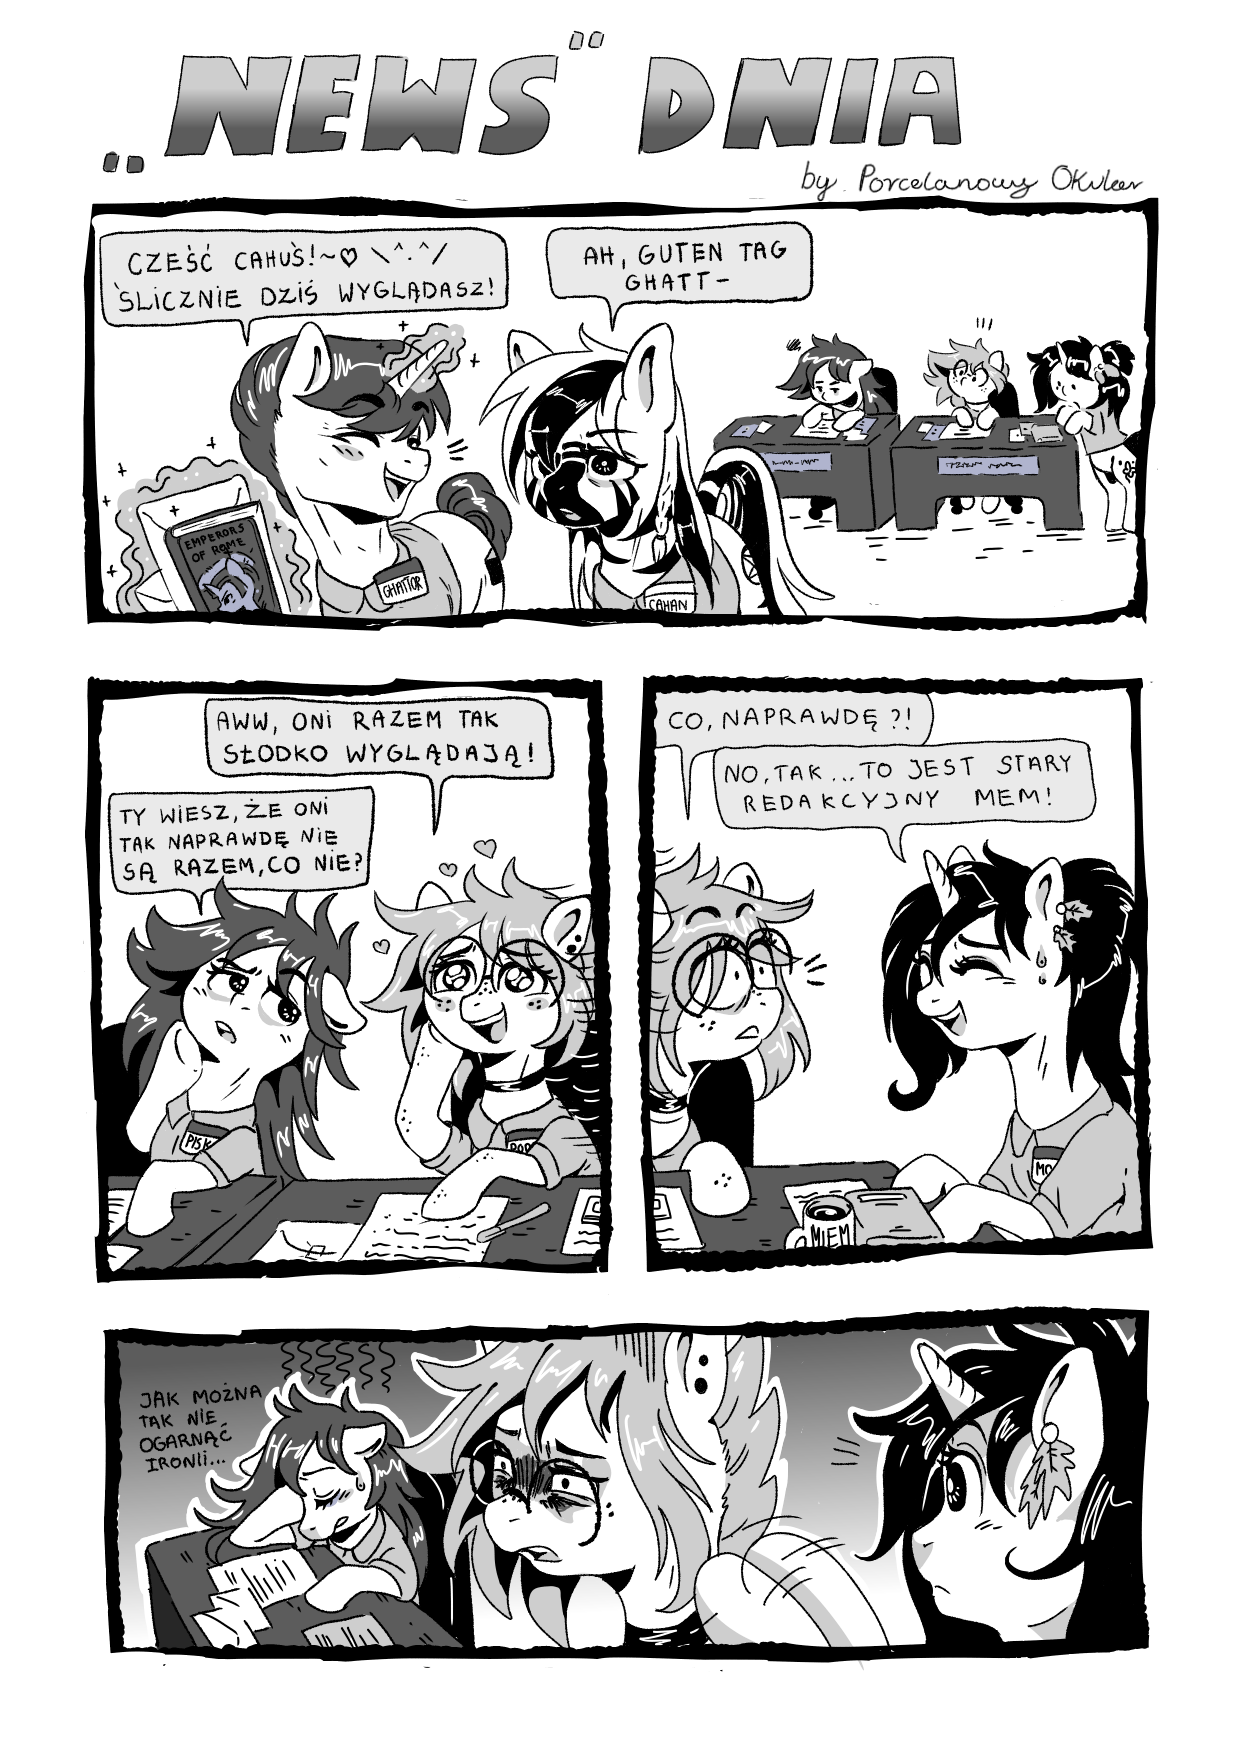 „NEWS” DNIA
by Porcelanowy Okular
CZEŚĆ CAHUŚ!~♡ \^.^/
ŚLICZNIE DZIŚ WYGLĄDASZ!
AH, GUTEN TAG
GHATT-
EMPERORS
OF ROME
GHATTOR
CAHAN
AWW, ONI RAZEM TAK
SŁODKO WYGLĄDAJĄ!
TY WIESZ, ŻE ONI
TAK NAPRAWDĘ NIE
SĄ RAZEM, CO NIE?
PISK
CO, NAPRAWDĘ?!
NO, TAK...TO JEST STARY
REDAKCYJNY MEM!
MO
MIEM
JAK MOŻNA
TAK NIE
OGARNĄĆ
IRONII...